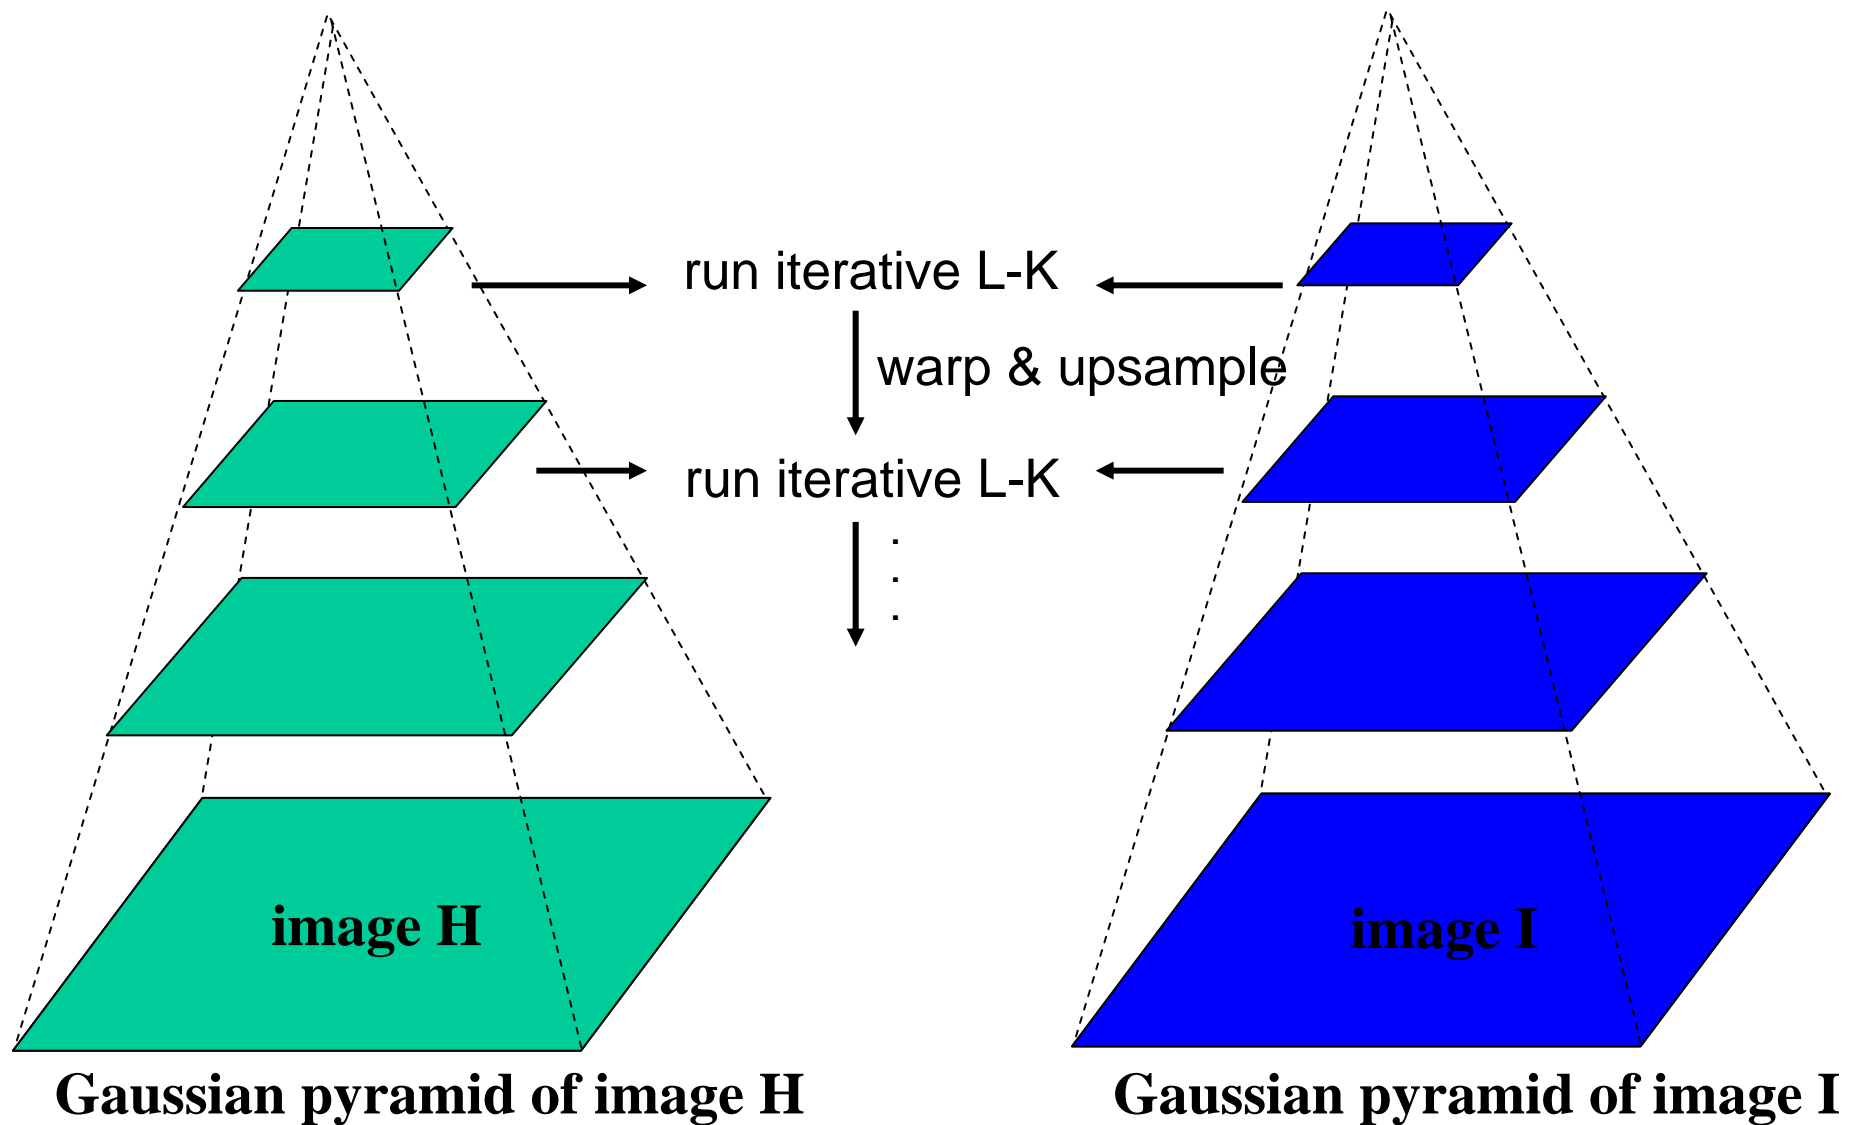 run iterative L-K
warp & upsample
run iterative L-K
.
.
.
image H
image I
Gaussian pyramid of image H
Gaussian pyramid of image I